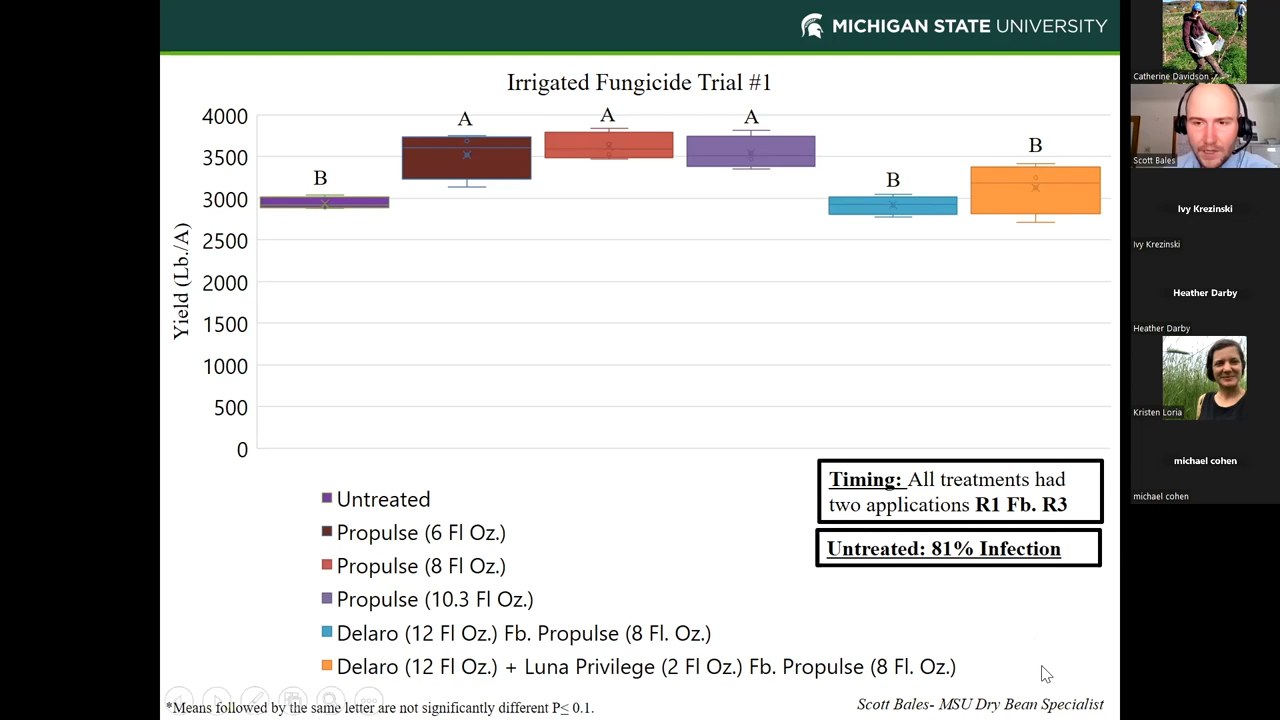 MICHIGAN STATE UNIVERSITY
Irrigated Fungicide Trial #1
Yield (Lb./A)
4000
3500
3000
2500
2000
1500
1000
500
0
B
A
A
A
B
B
Timing: All treatments had
two applications R1 Fb. R3
Untreated: 81% Infection
Untreated
Propulse (6 Fl Oz.)
Propulse (8 Fl Oz.)
Propulse (10.3 Fl Oz.)
Delaro (12 Fl Oz.) Fb. Propulse (8 Fl. Oz.)
Delaro (12 Fl Oz.) + Luna Privilege (2 Fl Oz.) Fb. Propulse (8 Fl. Oz.)
*Means followed by the same letter are not significantly different P≤ 0.1.
Scott Bales- MSU Dry Bean Specialist
Catherine Davidson
Scott Bales
Ivy Krezinski
Ivy Krezinski
Heather Darby
Heather Darby
Kristen Loria
michael cohen
michael cohen